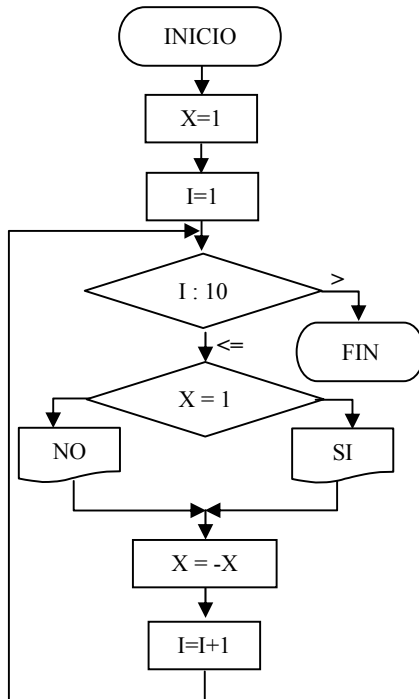 INICIO
X=1
I=1
I : 10
>
<=
FIN
X = 1
NO
SI
X = -X
I=I+1